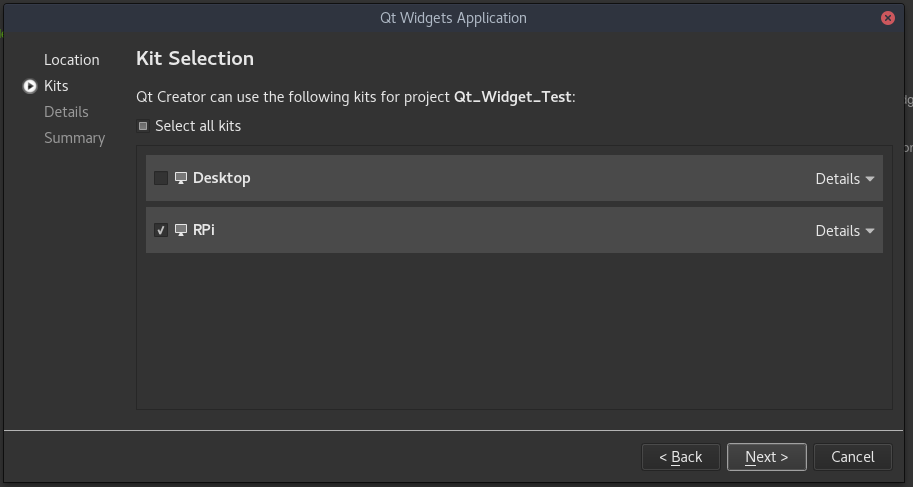 Qt Widgets Application
Location
Kits
Details
Summary
Kit Selection
Qt Creator can use the following kits for project Qt_Widget_Test:
Select all kits
Desktop Details
RPi Details
< Back Next > Cancel